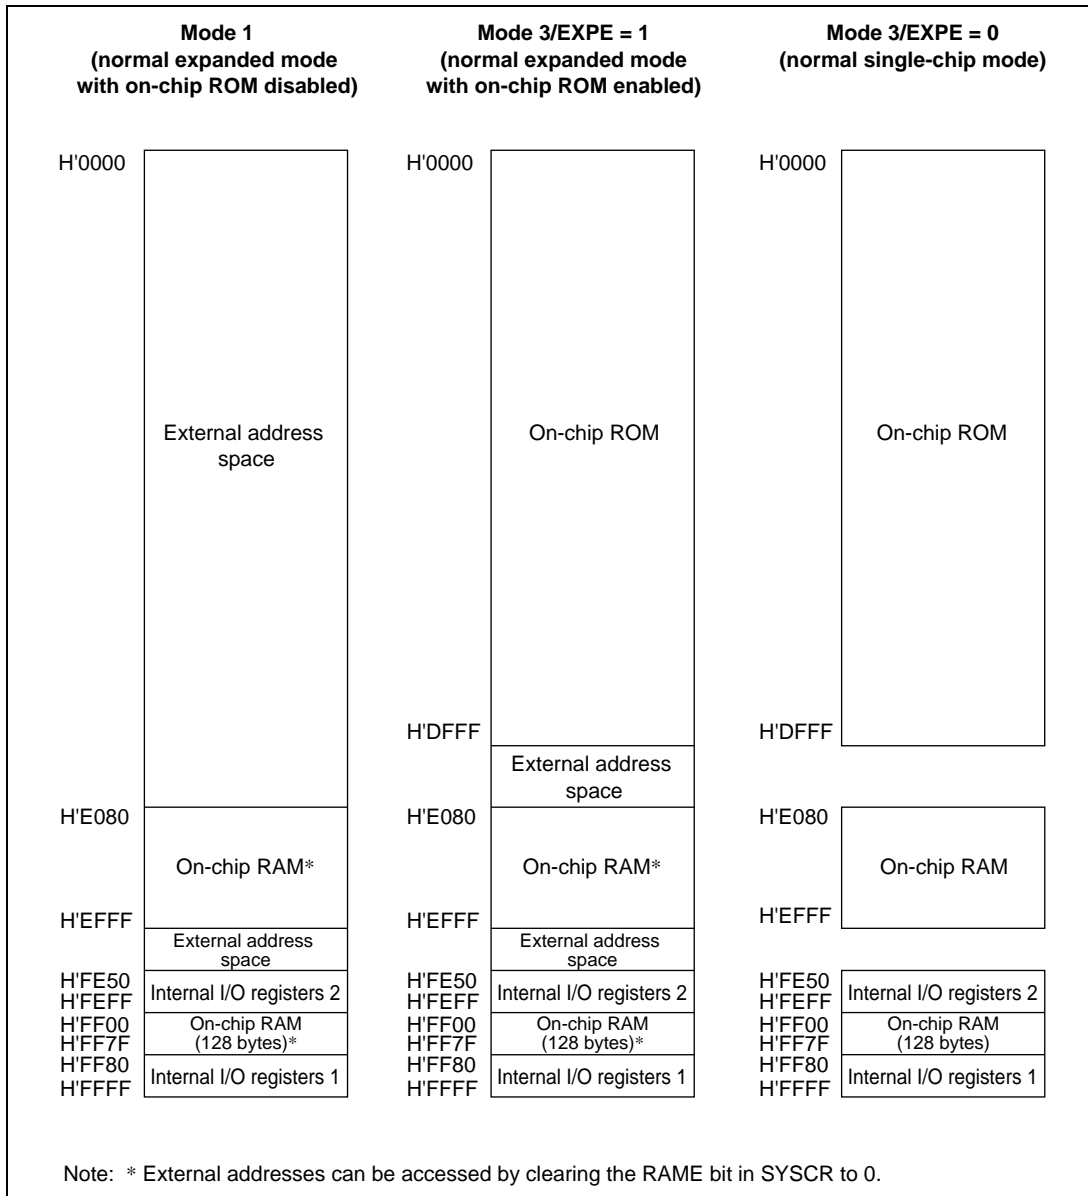 Mode 1
(normal expanded mode
with on-chip ROM disabled)
H'0000
External address
space
H'E080
On-chip RAM*
H'EFFF
External address
space
H'FE50
H'FEFF
Internal I/O registers 2
H'FF00
H'FF7F
On-chip RAM
(128 bytes)*
H'FF80
H'FFFF
Internal I/O registers 1
Mode 3/EXPE = 1
(normal expanded mode
with on-chip ROM enabled)
H'0000
On-chip ROM
H'DFFF
External address
space
H'E080
On-chip RAM*
H'EFFF
External address
space
H'FE50
H'FEFF
Internal I/O registers 2
H'FF00
H'FF7F
On-chip RAM
(128 bytes)*
H'FF80
H'FFFF
Internal I/O registers 1
Mode 3/EXPE = 0
(normal single-chip mode)
H'0000
On-chip ROM
H'DFFF
H'E080
On-chip RAM
H'EFFF
H'FE50
H'FEFF
Internal I/O registers 2
H'FF00
H'FF7F
On-chip RAM
(128 bytes)
H'FF80
H'FFFF
Internal I/O registers 1
Note: * External addresses can be accessed by clearing the RAME bit in SYSCR to 0.